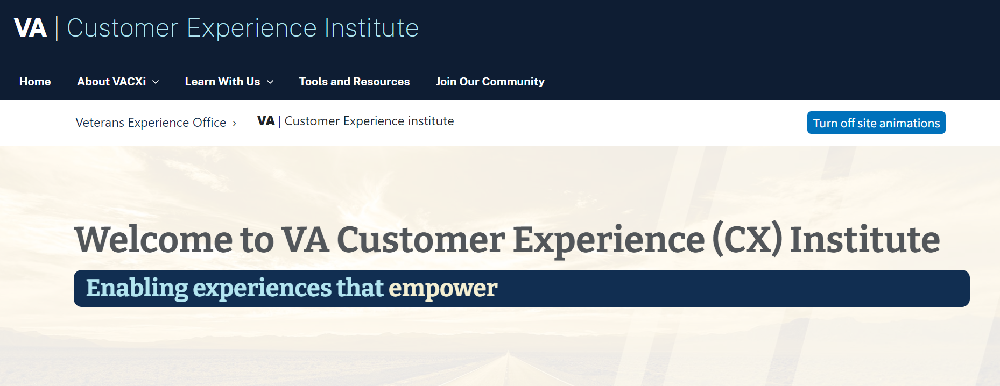 VA | Customer Experience Institute
Home About VACXi Learn With Us Tools and Resources Join Our Community
Veterans Experience Office › VA | Customer Experience institute Turn off site animations
Welcome to VA Customer Experience (CX) Institute
Enabling experiences that empower